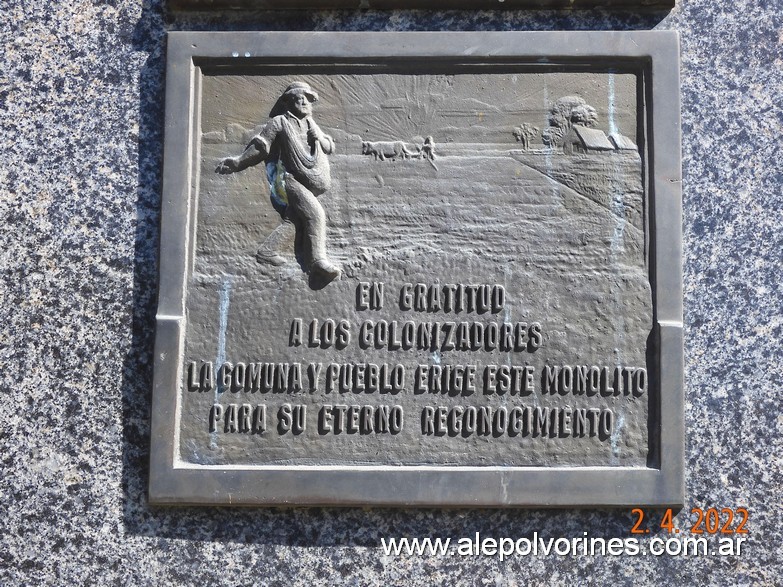 EN GRATITUD
A LOS COLONIZADORES
LA COMUNA Y PUEBLO ERIGE ESTE MONOLITO
PARA SU ETERNO RECONOCIMIENTO
2. 4. 2022
www.alepolvorines.com.ar